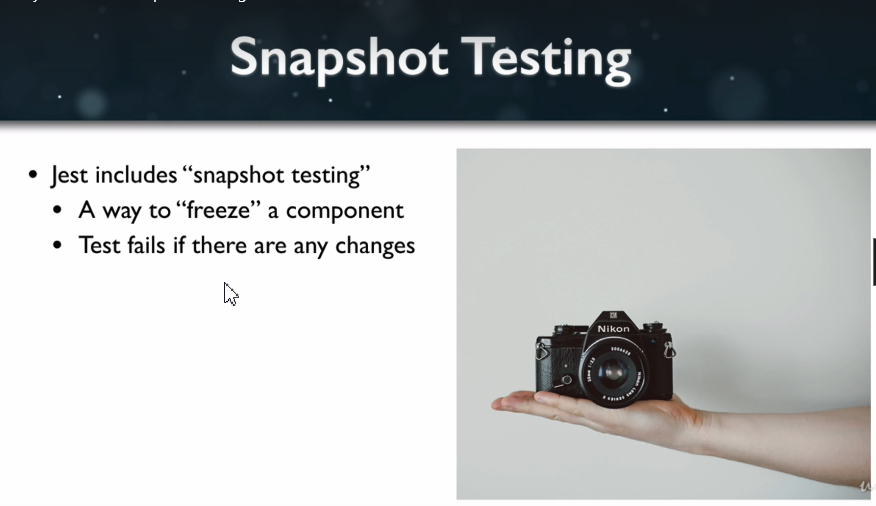 Snapshot Testing
• Jest includes “snapshot testing”
• A way to “freeze” a component
• Test fails if there are any changes
Nikon